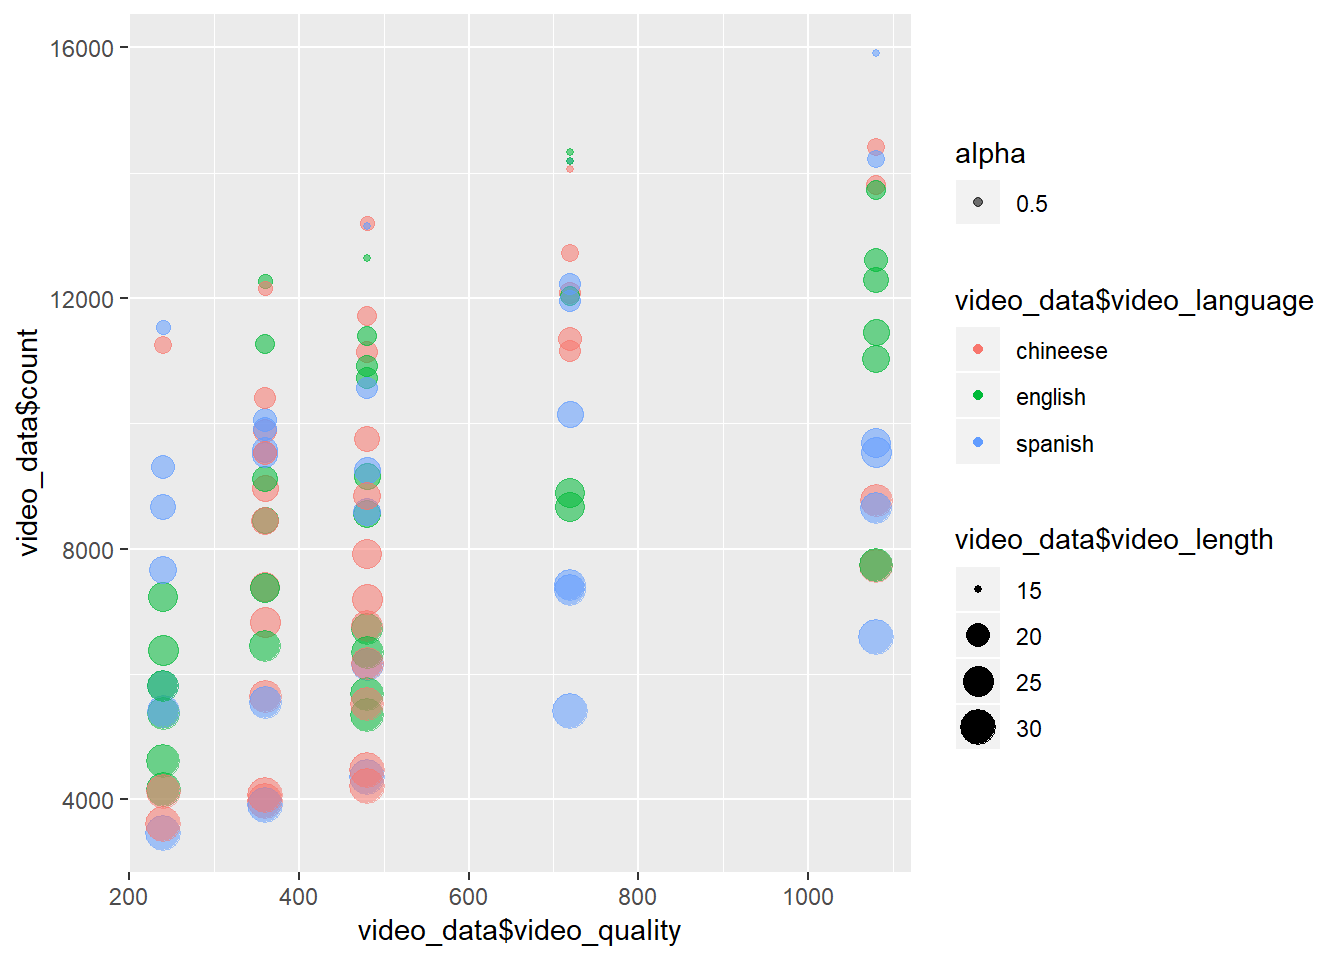 16000
12000
8000
4000
video_data$count
200
400
600
800
1000
video_data$video_quality
alpha
0.5
video_data$video_language
chineese
english
spanish
video_data$video_length
15
20
25
30